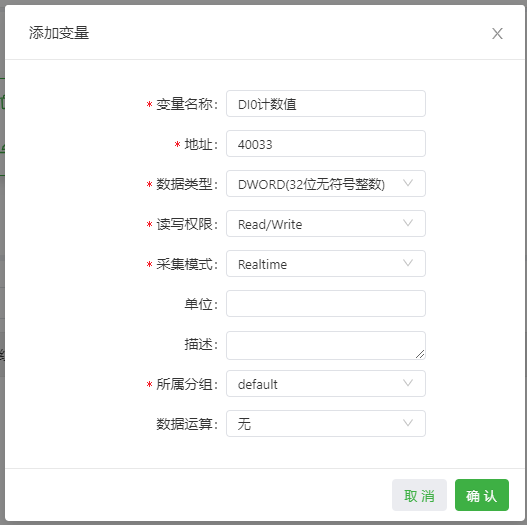 添加变量
* 变量名称: DI0计数值
* 地址: 40033
* 数据类型: DWORD(32位无符号整数)
* 读写权限: Read/Write
* 采集模式: Realtime
单位:
描述:
* 所属分组: default
数据运算: 无
取消 确认